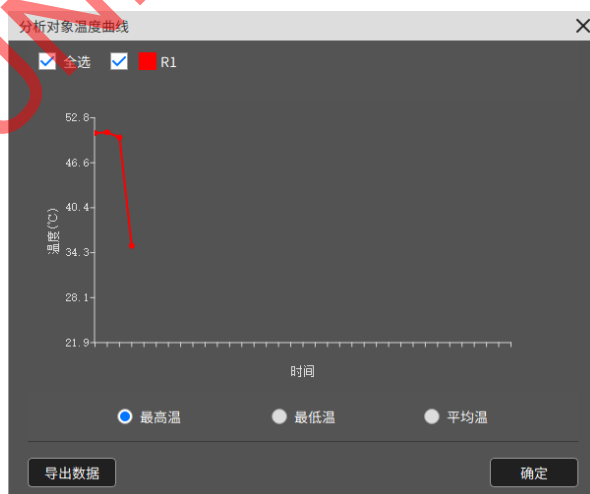 分析对象温度曲线
全选 R1
52.8
46.6
40.4
34.3
28.1
21.9
温度(℃)
时间
最高温 最低温 平均温
导出数据 确定